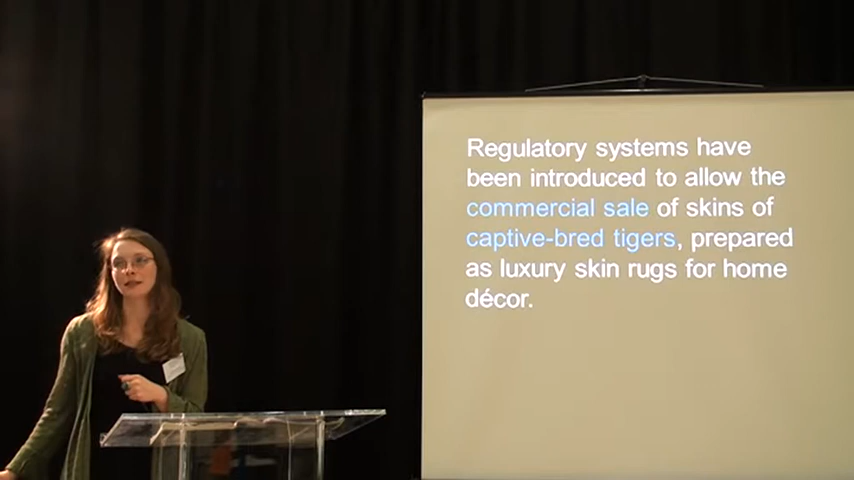 Regulatory systems have
been introduced to allow the
commercial sale of skins of
captive-bred tigers, prepared
as luxury skin rugs for home
décor.